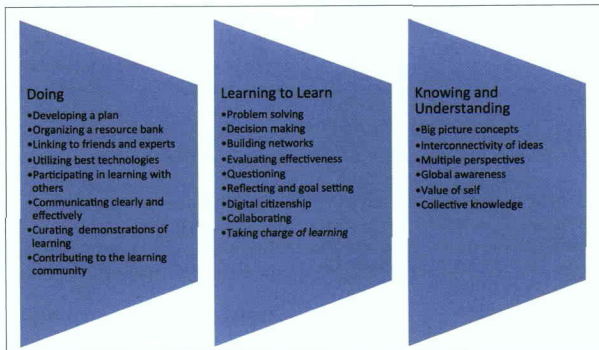 Doing
•Developing a plan
•Organizing a resource bank
•Linking to friends and experts
•Utilizing best technologies
•Participating in learning with
others
•Communicating clearly and
effectively
•Curating demonstrations of
learning
•Contributing to the learning
community
Learning to Learn
•Problem solving
•Decision making
•Building networks
•Evaluating effectiveness
•Questioning
•Reflecting and goal setting
•Digital citizenship
•Collaborating
•Taking charge of learning
Knowing and
Understanding
•Big picture concepts
•Interconnectivity of ideas
•Multiple perspectives
•Global awareness
•Value of self
•Collective knowledge